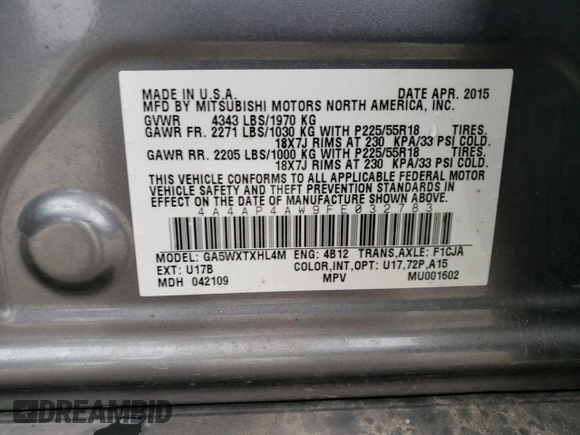 MADE IN U.S.A. DATE APR. 2015
MFD BY MITSUBISHI MOTORS NORTH AMERICA, INC.
GVWR 4343 LBS/1970 KG
GAWR FR. 2271 LBS/1030 KG WITH P225/55R18 TIRES.
18X7J RIMS AT 230 KPA/33 PSI COLD.
GAWR RR. 2205 LBS/1000 KG WITH P225/55R18 TIRES.
18X7J RIMS AT 230 KPA/33 PSI COLD.
THIS VEHICLE CONFORMS TO ALL APPLICABLE FEDERAL MOTOR
VEHICLE SAFETY AND THEFT PREVENTION STANDARDS IN
EFFECT ON THE DATE OF MANUFACTURE SHOWN ABOVE.
4A4AP4AW9FE032783
MODEL: GA5WXTXHL4M ENG: 4B12 TRANS,AXLE: F1CJA
EXT: U17B COLOR,INT,OPT: U17,72P,A15
MDH 042109 MPV MU001602
DREAMBID